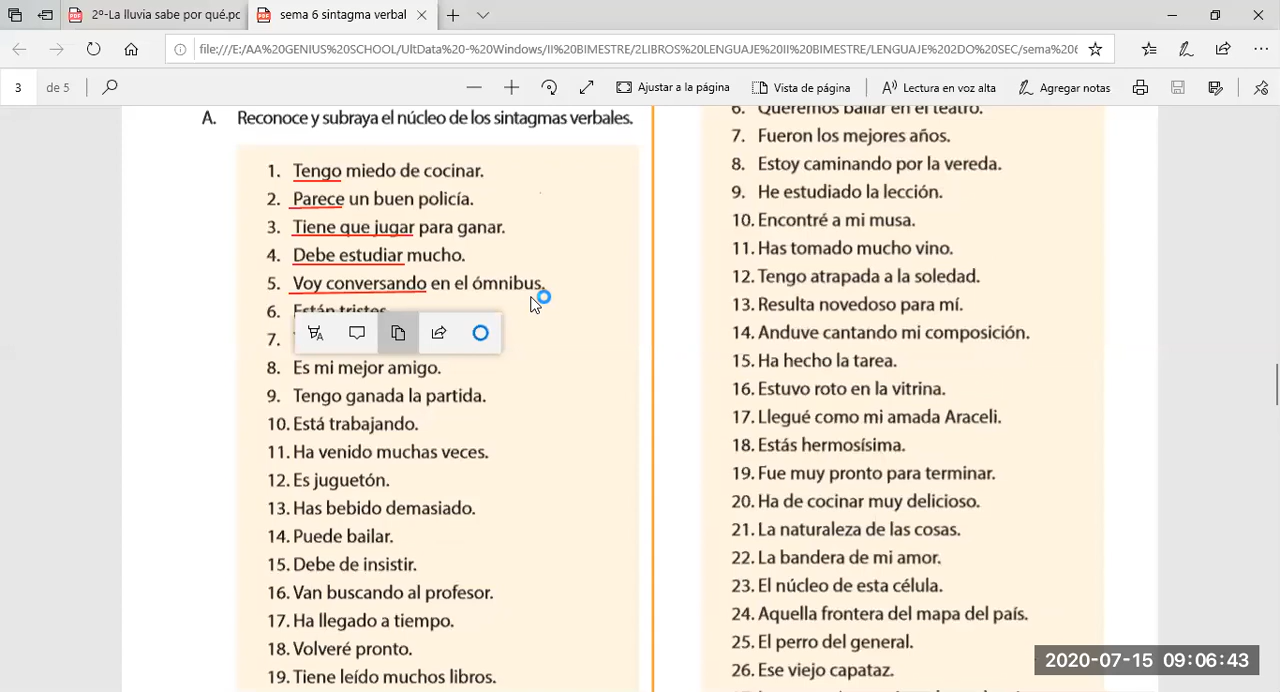 2º-La lluvia sabe por qué.pc
sema 6 sintagma verbal
file:///E:/AA%20GENIUS%20SCHOOL/UltData%20-%20Windows/II%20BIMESTRE/2LIBROS%20LENGUAJE%20II%20BIMESTRE/LENGUAJE%202DO%20SEC/sema%206
3 de 5
Ajustar a la página
Vista de página
Lectura en voz alta
Agregar notas
A. Reconoce y subraya el núcleo de los sintagmas verbales.
1. Tengo miedo de cocinar.
2. Parece un buen policía.
3. Tiene que jugar para ganar.
4. Debe estudiar mucho.
5. Voy conversando en el ómnibus.
6. Están tristes.
7.
8. Es mi mejor amigo.
9. Tengo ganada la partida.
10. Está trabajando.
11. Ha venido muchas veces.
12. Es juguetón.
13. Has bebido demasiado.
14. Puede bailar.
15. Debe de insistir.
16. Van buscando al profesor.
17. Ha llegado a tiempo.
18. Volveré pronto.
19. Tiene leído muchos libros.
6. Queremos bailar en el teatro.
7. Fueron los mejores años.
8. Estoy caminando por la vereda.
9. He estudiado la lección.
10. Encontré a mi musa.
11. Has tomado mucho vino.
12. Tengo atrapada a la soledad.
13. Resulta novedoso para mí.
14. Anduve cantando mi composición.
15. Ha hecho la tarea.
16. Estuvo roto en la vitrina.
17. Llegué como mi amada Araceli.
18. Estás hermosísima.
19. Fue muy pronto para terminar.
20. Ha de cocinar muy delicioso.
21. La naturaleza de las cosas.
22. La bandera de mi amor.
23. El núcleo de esta célula.
24. Aquella frontera del mapa del país.
25. El perro del general.
26. Ese viejo capataz.
2020-07-15 09:06:43